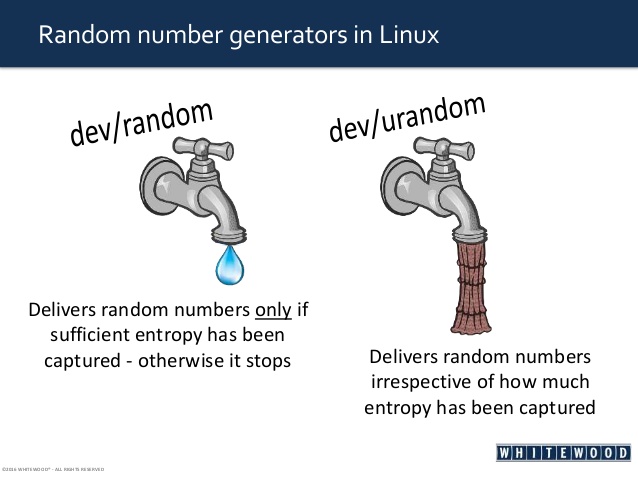 Random number generators in Linux
dev/random
dev/urandom
Delivers random numbers only if
sufficient entropy has been
captured - otherwise it stops
Delivers random numbers
irrespective of how much
entropy has been captured
WHITEWOOD
©2016 WHITEWOOD® - ALL RIGHTS RESERVED